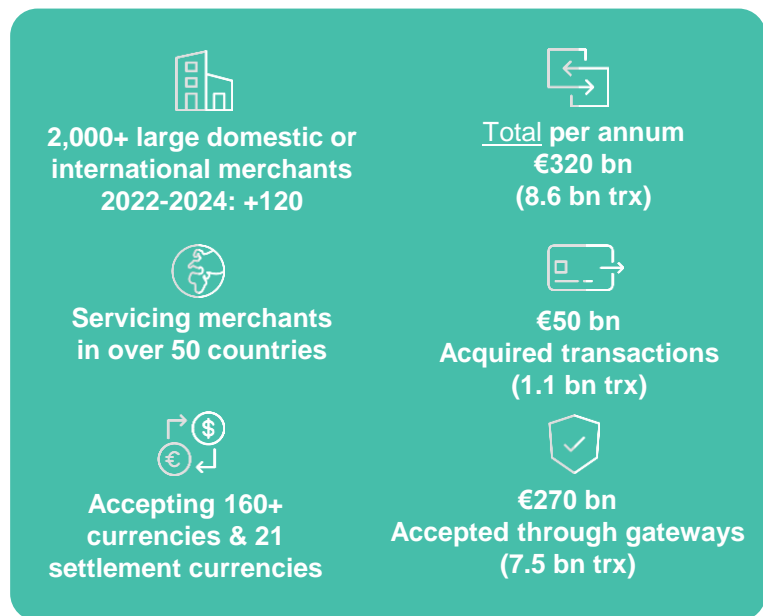 2,000+ large domestic or
international merchants
2022-2024: +120
Servicing merchants
in over 50 countries
$
€
Accepting 160+
currencies & 21
settlement currencies
Total per annum
€320 bn
(8.6 bn trx)
€50 bn
Acquired transactions
(1.1 bn trx)
€270 bn
Accepted through gateways
(7.5 bn trx)